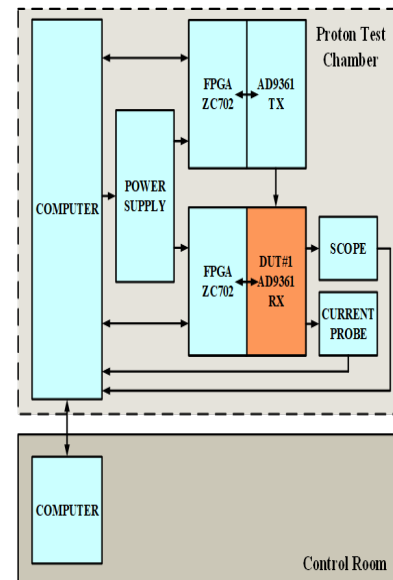 Proton Test
Chamber
FPGA
ZC702
AD9361
TX
POWER
SUPPLY
COMPUTER
FPGA
ZC702
DUT#1
AD9361
RX
SCOPE
CURRENT
PROBE
COMPUTER
Control Room